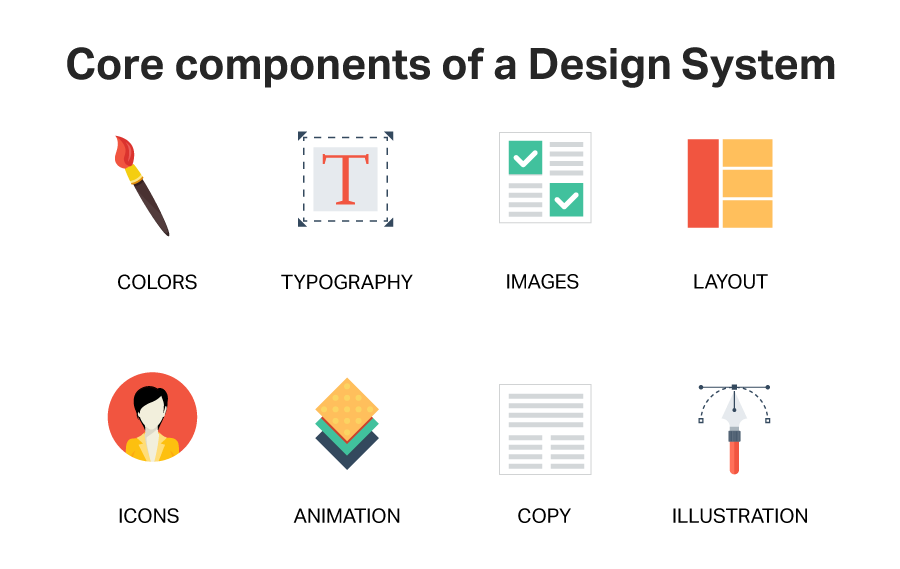 Core components of a Design System
COLORS
TYPOGRAPHY
IMAGES
LAYOUT
ICONS
ANIMATION
COPY
ILLUSTRATION